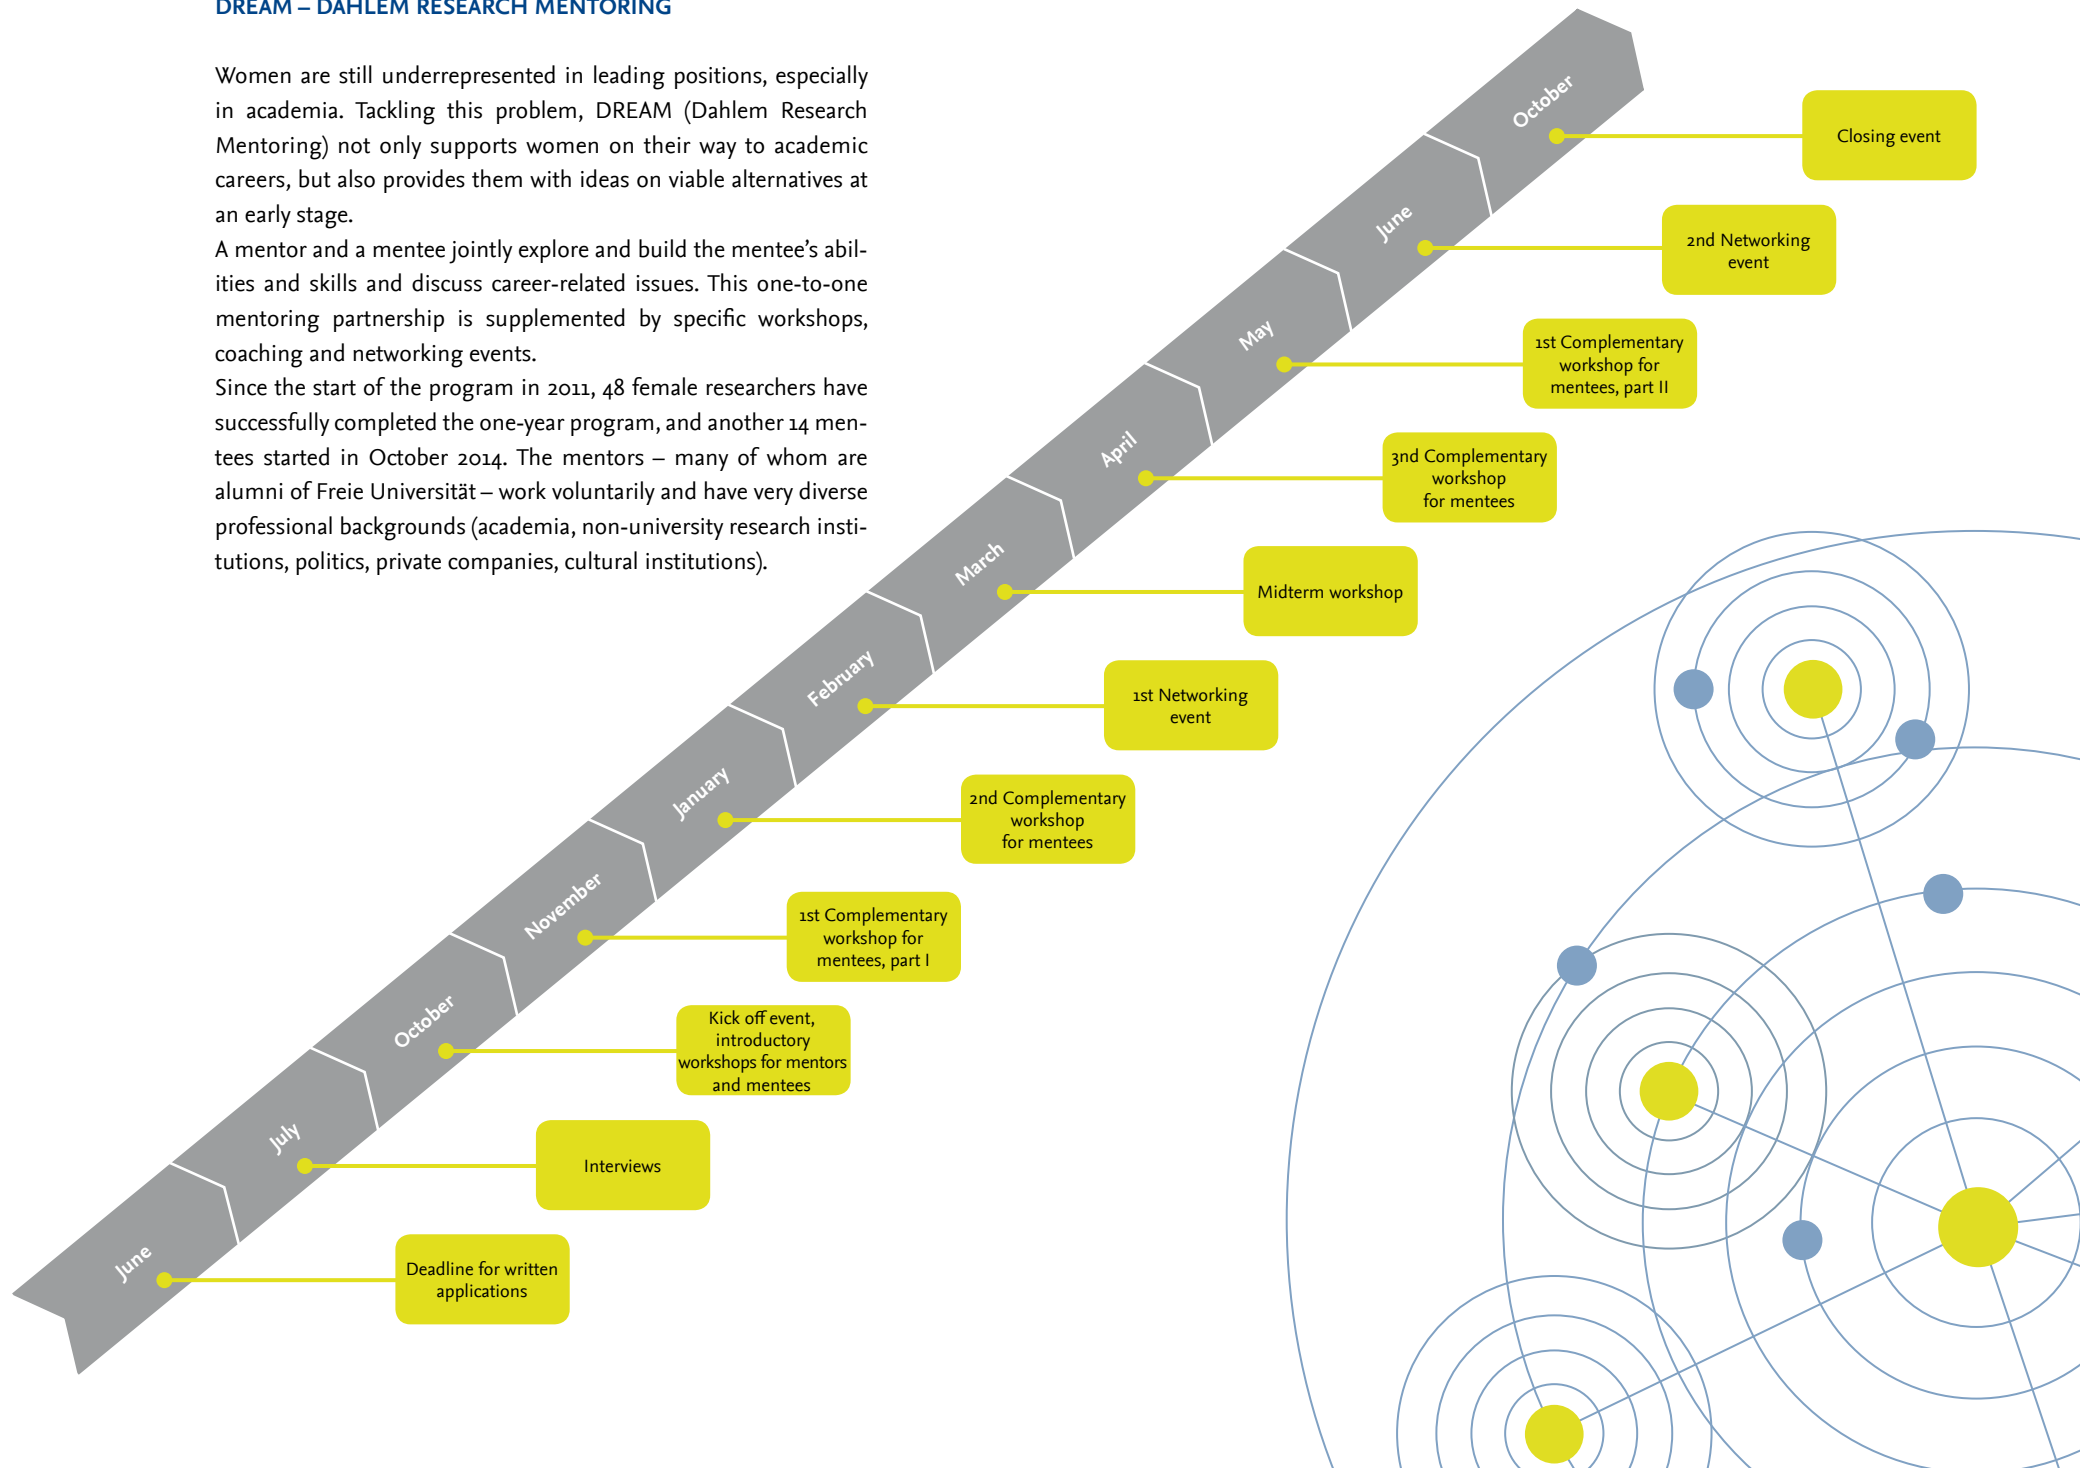 DREAM – DAHLEM RESEARCH MENTORING
Women are still underrepresented in leading positions, especially
in academia. Tackling this problem, DREAM (Dahlem Research
Mentoring) not only supports women on their way to academic
careers, but also provides them with ideas on viable alternatives at
an early stage.
A mentor and a mentee jointly explore and build the mentee’s abil-
ities and skills and discuss career-related issues. This one-to-one
mentoring partnership is supplemented by specific workshops,
coaching and networking events.
Since the start of the program in 2011, 48 female researchers have
successfully completed the one-year program, and another 14 men-
tees started in October 2014. The mentors – many of whom are
alumni of Freie Universität – work voluntarily and have very diverse
professional backgrounds (academia, non-university research insti-
tutions, politics, private companies, cultural institutions).
October
Closing event
June
2nd Networking
event
May
1st Complementary
workshop for
mentees, part II
April
3nd Complementary
workshop
for mentees
March
Midterm workshop
February
1st Networking
event
January
2nd Complementary
workshop
for mentees
November
1st Complementary
workshop for
mentees, part I
October
Kick off event,
introductory
workshops for mentors
and mentees
July
Interviews
June
Deadline for written
applications